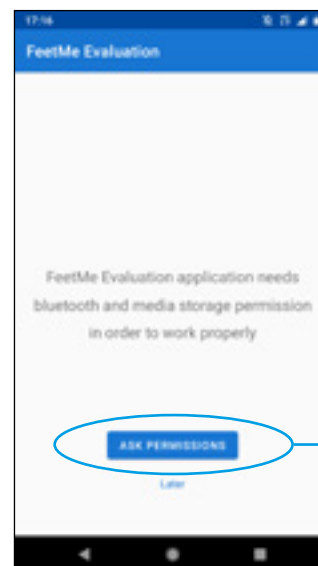 17:16
FeetMe Evaluation
FeetMe Evaluation application needs
bluetooth and media storage permission
in order to work properly
ASK PERMISSIONS
Later